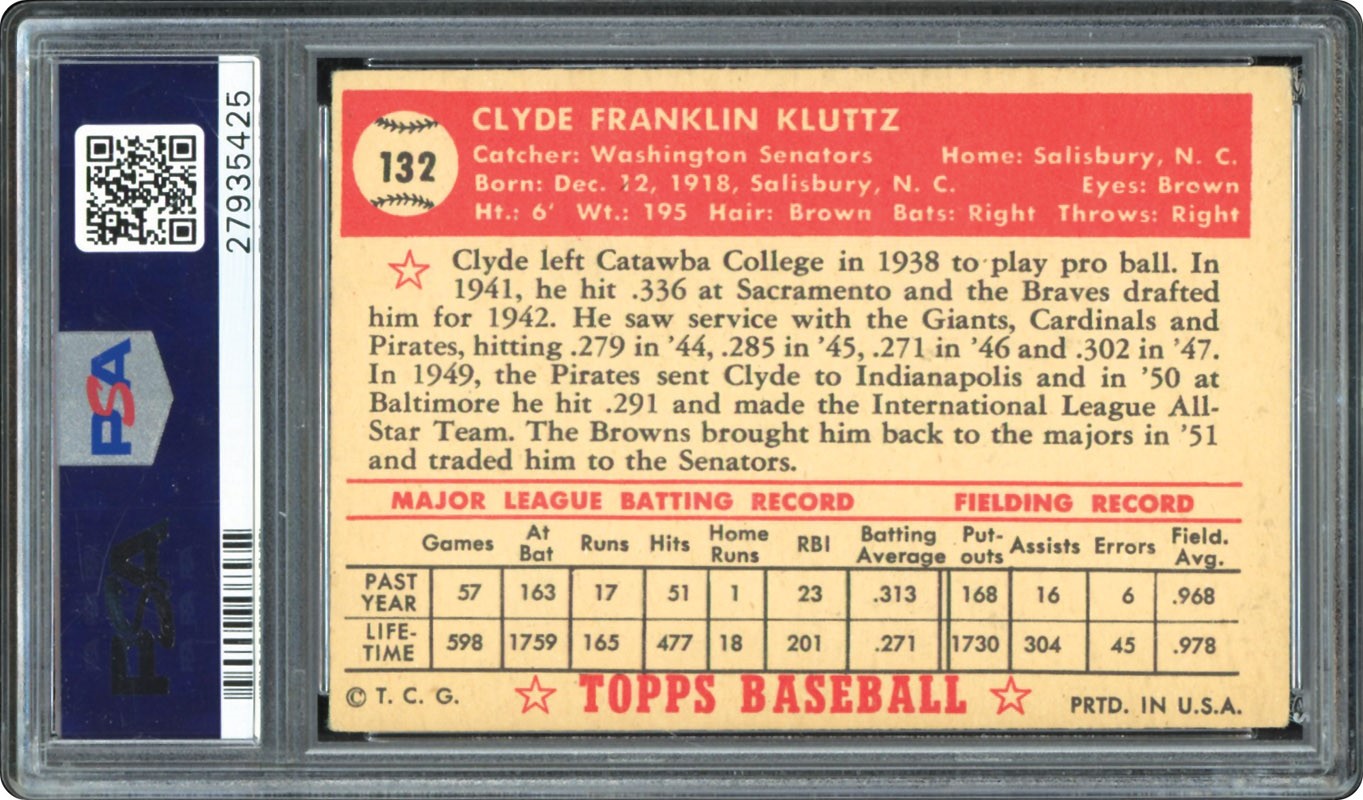 27935425
PSA
PSA
132
CLYDE FRANKLIN KLUTTZ
Catcher: Washington Senators Home: Salisbury, N. C.
Born: Dec. 12, 1918, Salisbury, N. C. Eyes: Brown
Ht.: 6' Wt.: 195 Hair: Brown Bats: Right Throws: Right
Clyde left Catawba College in 1938 to play pro ball. In
1941, he hit .336 at Sacramento and the Braves drafted
him for 1942. He saw service with the Giants, Cardinals and
Pirates, hitting .279 in '44, .285 in '45, .271 in '46 and .302 in '47.
In 1949, the Pirates sent Clyde to Indianapolis and in '50 at
Baltimore he hit .291 and made the International League All-
Star Team. The Browns brought him back to the majors in '51
and traded him to the Senators.
MAJOR LEAGUE BATTING RECORD FIELDING RECORD
Games At Bat Runs Hits Home Runs RBI Batting Average Put-outs Assists Errors Field. Avg.
PAST YEAR 57 163 17 51 1 23 .313 168 16 6 .968
LIFE-TIME 598 1759 165 477 18 201 .271 1730 304 45 .978
© T. C. G. TOPPS BASEBALL PRTD. IN U.S.A.